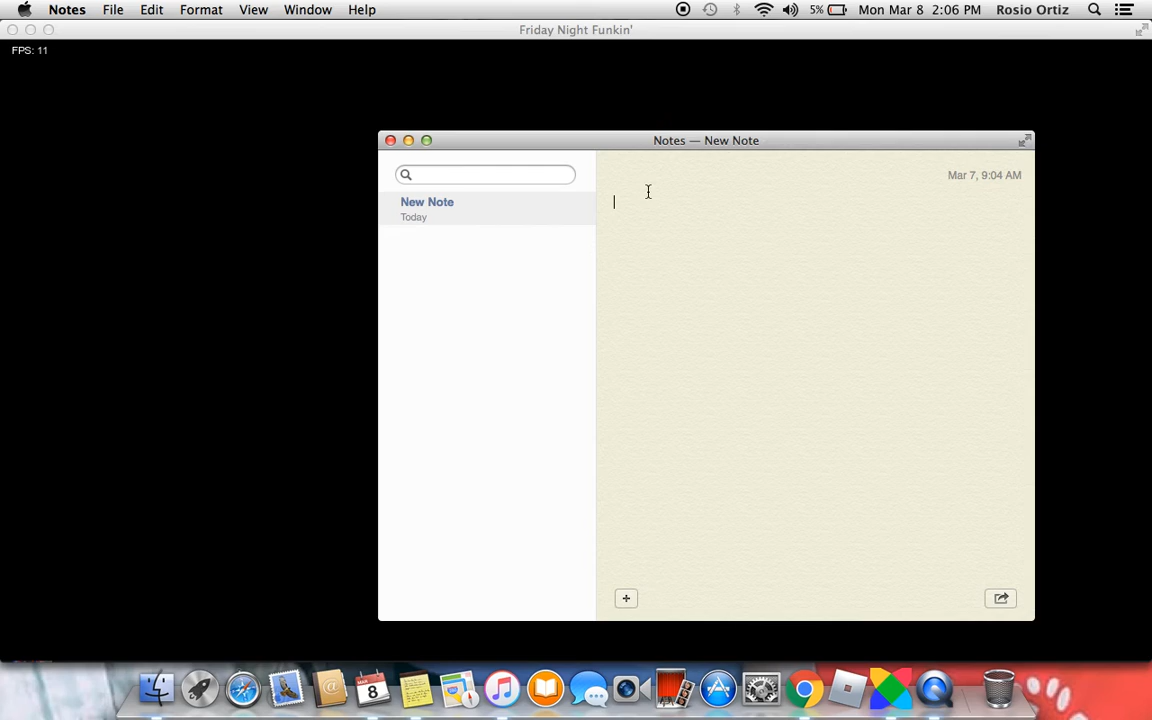 Notes File Edit Format View Window Help 5% Mon Mar 8 2:06 PM Rosio Ortiz
Friday Night Funkin'
FPS: 11
Notes — New Note
Mar 7, 9:04 AM
New Note
Today
8